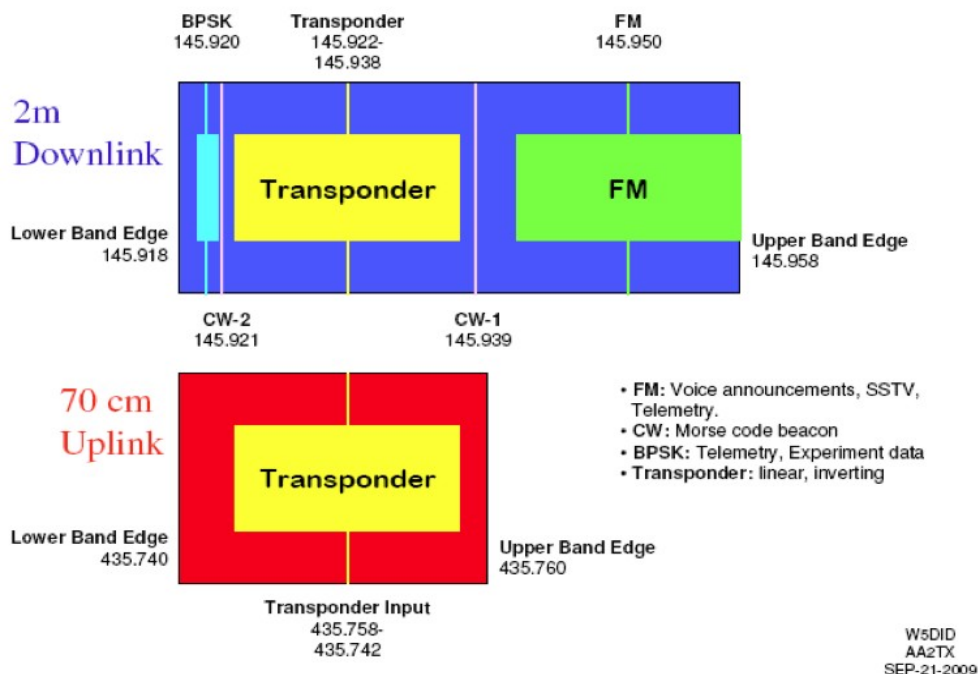 BPSK
145.920
Transponder
145.922-
145.938
FM
145.950
2m
Downlink
Transponder
FM
Lower Band Edge
145.918
Upper Band Edge
145.958
CW-2
145.921
CW-1
145.939
70 cm
Uplink
Transponder
Lower Band Edge
435.740
Upper Band Edge
435.760
Transponder Input
435.758-
435.742
• FM: Voice announcements, SSTV,
Telemetry.
• CW: Morse code beacon
• BPSK: Telemetry, Experiment data
• Transponder: linear, inverting
W5DID
AA2TX
SEP-21-2009